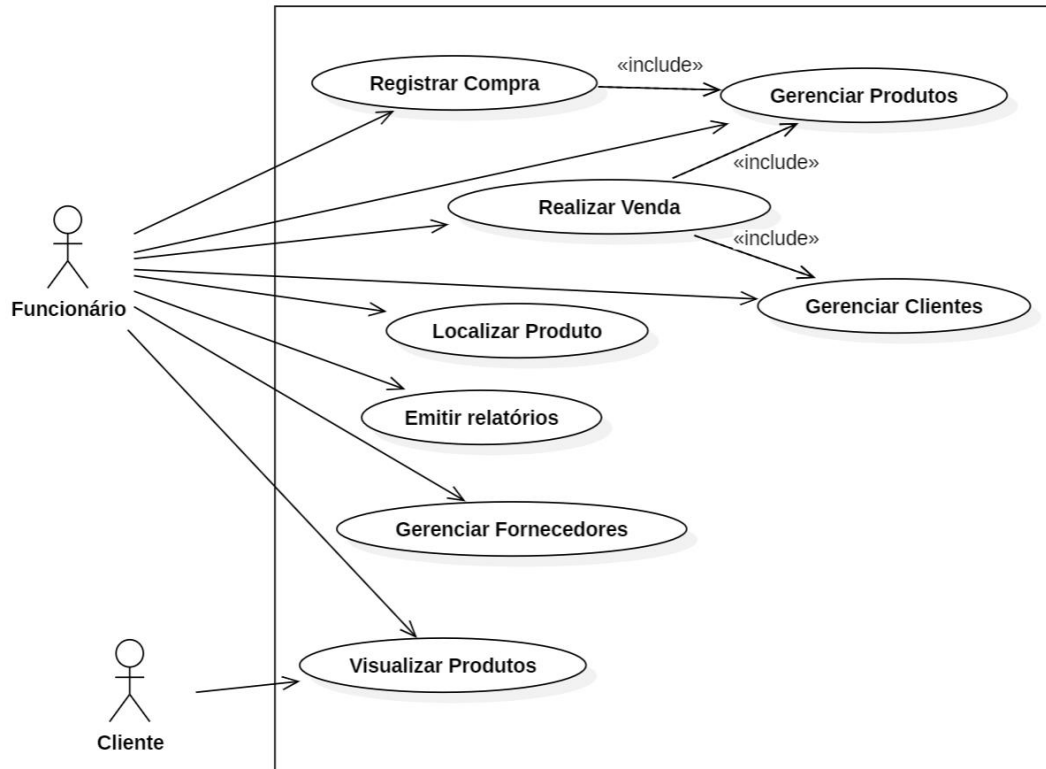 «include»
Registrar Compra
Gerenciar Produtos
«include»
Realizar Venda
«include»
Funcionário
Gerenciar Clientes
Localizar Produto
Emitir relatórios
Gerenciar Fornecedores
Visualizar Produtos
Cliente